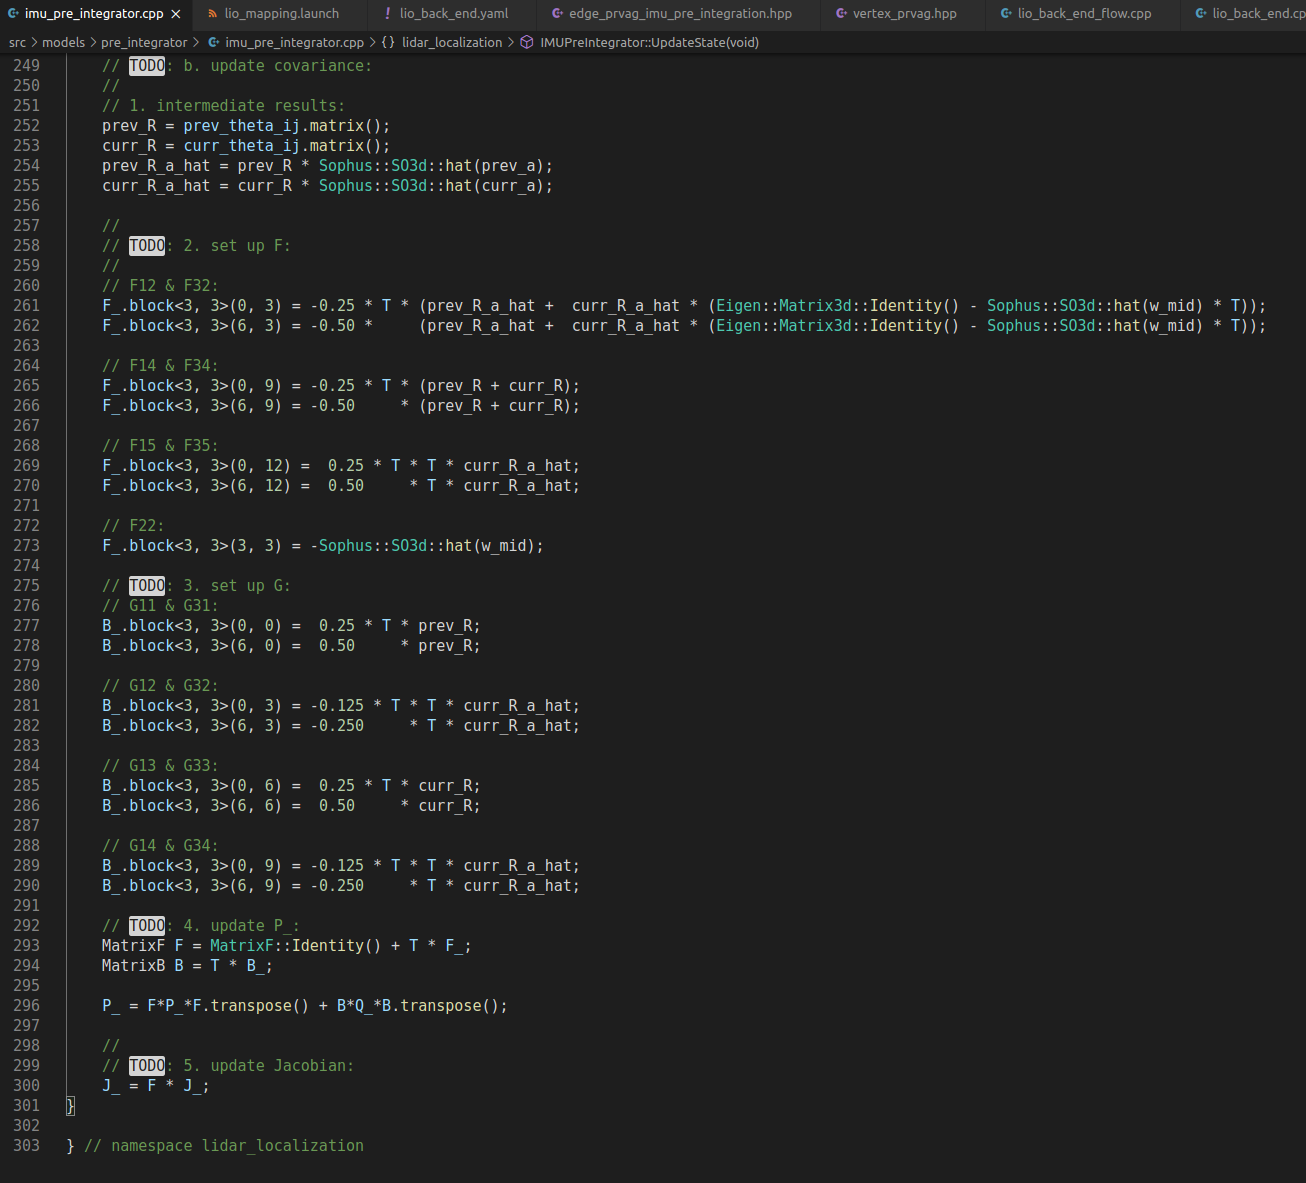 imu_pre_integrator.cpp × lio_mapping.launch ! lio_back_end.yaml edge_prvag_imu_pre_integration.hpp vertex_prvag.hpp lio_back_end_flow.cpp lio_back_end.cp
src > models > pre_integrator > imu_pre_integrator.cpp > {} lidar_localization > IMUPreIntegrator::UpdateState(void)
249 // TODO: b. update covariance:
250 //
251 // 1. intermediate results:
252 prev_R = prev_theta_ij.matrix();
253 curr_R = curr_theta_ij.matrix();
254 prev_R_a_hat = prev_R * Sophus::SO3d::hat(prev_a);
255 curr_R_a_hat = curr_R * Sophus::SO3d::hat(curr_a);
256
257 //
258 // TODO: 2. set up F:
259 //
260 // F12 & F32:
261 F_.block<3, 3>(0, 3) = -0.25 * T * (prev_R_a_hat +  curr_R_a_hat * (Eigen::Matrix3d::Identity() - Sophus::SO3d::hat(w_mid) * T));
262 F_.block<3, 3>(6, 3) = -0.50 *     (prev_R_a_hat +  curr_R_a_hat * (Eigen::Matrix3d::Identity() - Sophus::SO3d::hat(w_mid) * T));
263
264 // F14 & F34:
265 F_.block<3, 3>(0, 9) = -0.25 * T * (prev_R + curr_R);
266 F_.block<3, 3>(6, 9) = -0.50     * (prev_R + curr_R);
267
268 // F15 & F35:
269 F_.block<3, 3>(0, 12) =  0.25 * T * T * curr_R_a_hat;
270 F_.block<3, 3>(6, 12) =  0.50     * T * curr_R_a_hat;
271
272 // F22:
273 F_.block<3, 3>(3, 3) = -Sophus::SO3d::hat(w_mid);
274
275 // TODO: 3. set up G:
276 // G11 & G31:
277 B_.block<3, 3>(0, 0) =  0.25 * T * prev_R;
278 B_.block<3, 3>(6, 0) =  0.50     * prev_R;
279
280 // G12 & G32:
281 B_.block<3, 3>(0, 3) = -0.125 * T * T * curr_R_a_hat;
282 B_.block<3, 3>(6, 3) = -0.250     * T * curr_R_a_hat;
283
284 // G13 & G33:
285 B_.block<3, 3>(0, 6) =  0.25 * T * curr_R;
286 B_.block<3, 3>(6, 6) =  0.50     * curr_R;
287
288 // G14 & G34:
289 B_.block<3, 3>(0, 9) = -0.125 * T * T * curr_R_a_hat;
290 B_.block<3, 3>(6, 9) = -0.250     * T * curr_R_a_hat;
291
292 // TODO: 4. update P_:
293 MatrixF F = MatrixF::Identity() + T * F_;
294 MatrixB B = T * B_;
295
296 P_ = F*P_*F.transpose() + B*Q_*B.transpose();
297
298 //
299 // TODO: 5. update Jacobian:
300 J_ = F * J_;
301 }
302
303 } // namespace lidar_localization